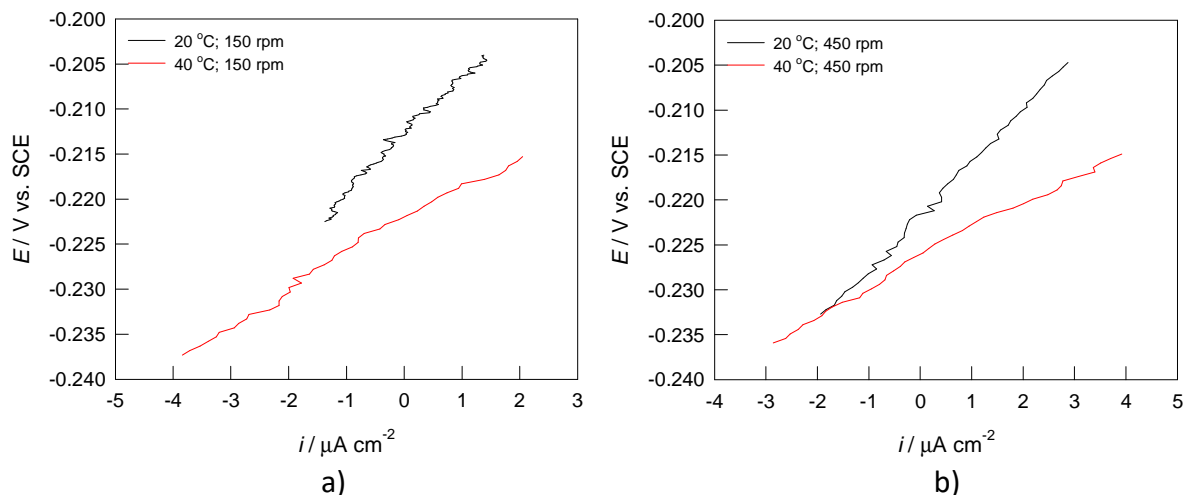 20 °C; 150 rpm
40 °C; 150 rpm
E / V vs. SCE
-0.200
-0.205
-0.210
-0.215
-0.220
-0.225
-0.230
-0.235
-0.240
-5 -4 -3 -2 -1 0 1 2 3
i / μA cm⁻²
a)
20 °C; 450 rpm
40 °C; 450 rpm
E / V vs. SCE
-0.200
-0.205
-0.210
-0.215
-0.220
-0.225
-0.230
-0.235
-0.240
-4 -3 -2 -1 0 1 2 3 4 5
i / μA cm⁻²
b)